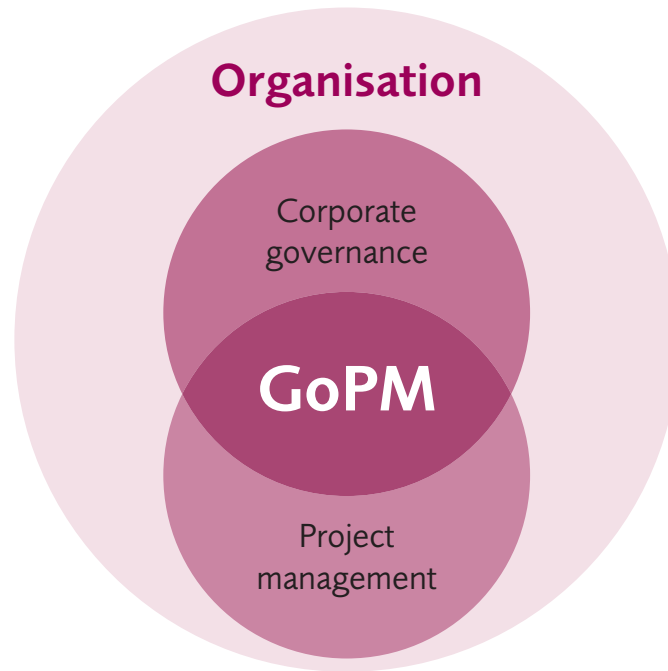 Organisation
Corporate
governance
GoPM
Project
management